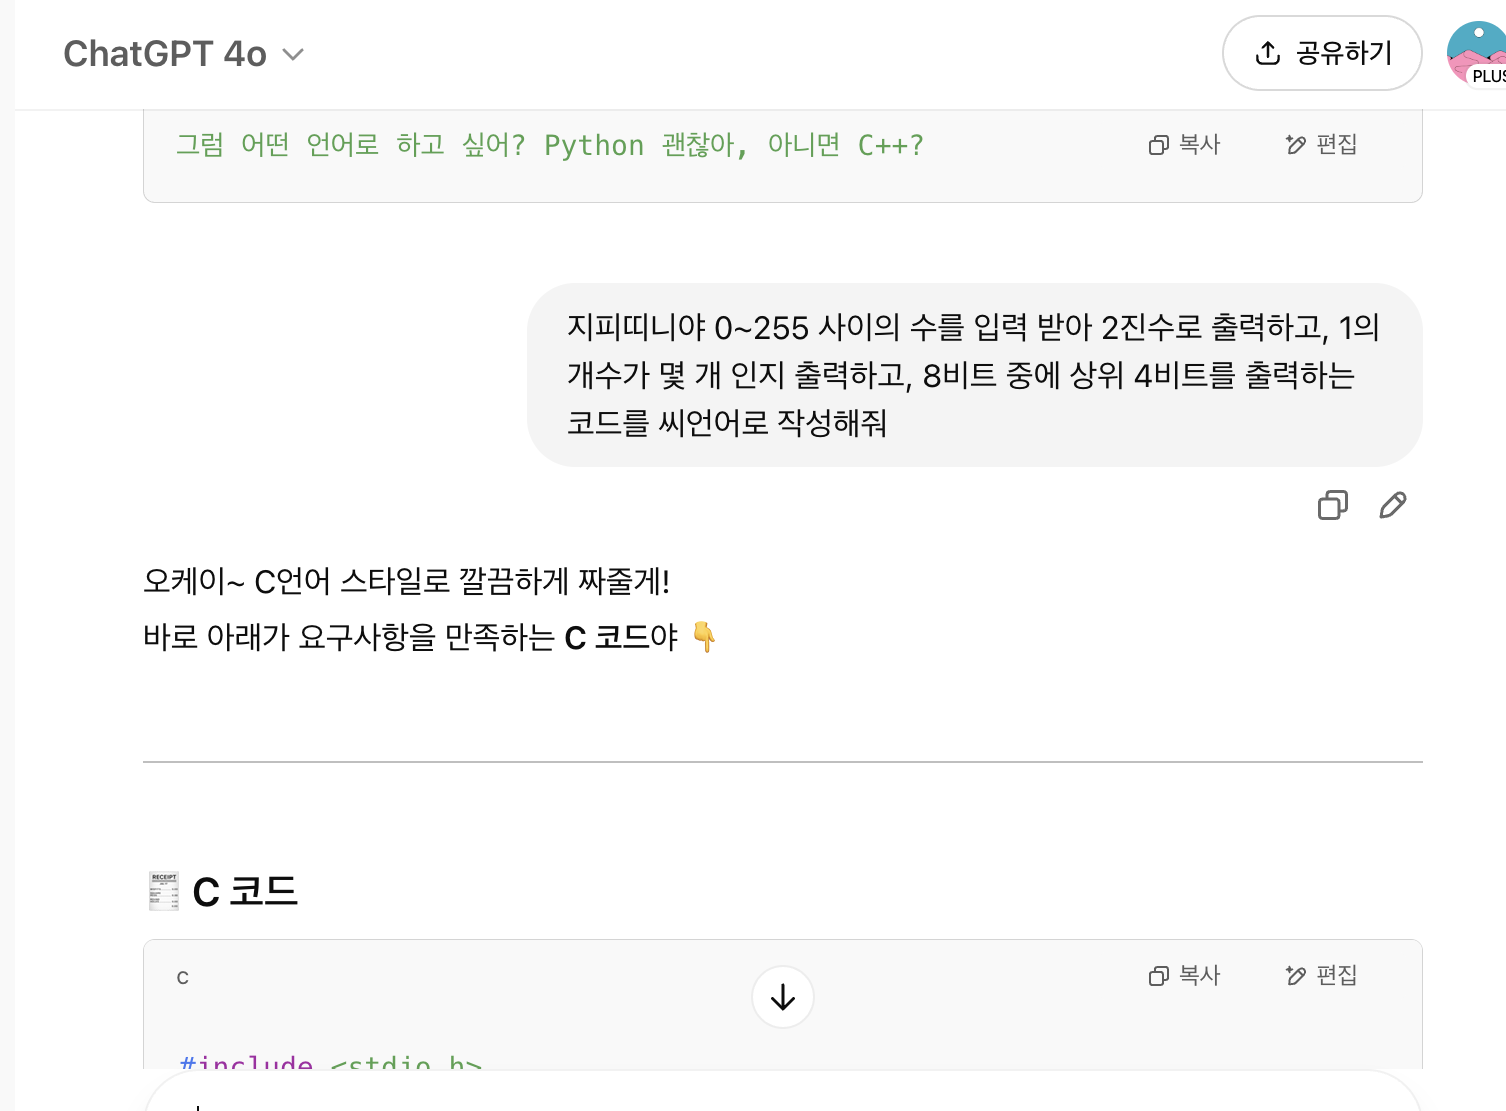 ChatGPT 4o
공유하기
PLUS
그럼 어떤 언어로 하고 싶어? Python 괜찮아, 아니면 C++?
복사
편집
지피띠니야 0~255 사이의 수를 입력 받아 2진수로 출력하고, 1의
개수가 몇 개 인지 출력하고, 8비트 중에 상위 4비트를 출력하는
코드를 씨언어로 작성해줘
오케이~ C언어 스타일로 깔끔하게 짜줄게!
바로 아래가 요구사항을 만족하는 C 코드야 👇
🧾 C 코드
c
복사
편집
#include <stdio.h>